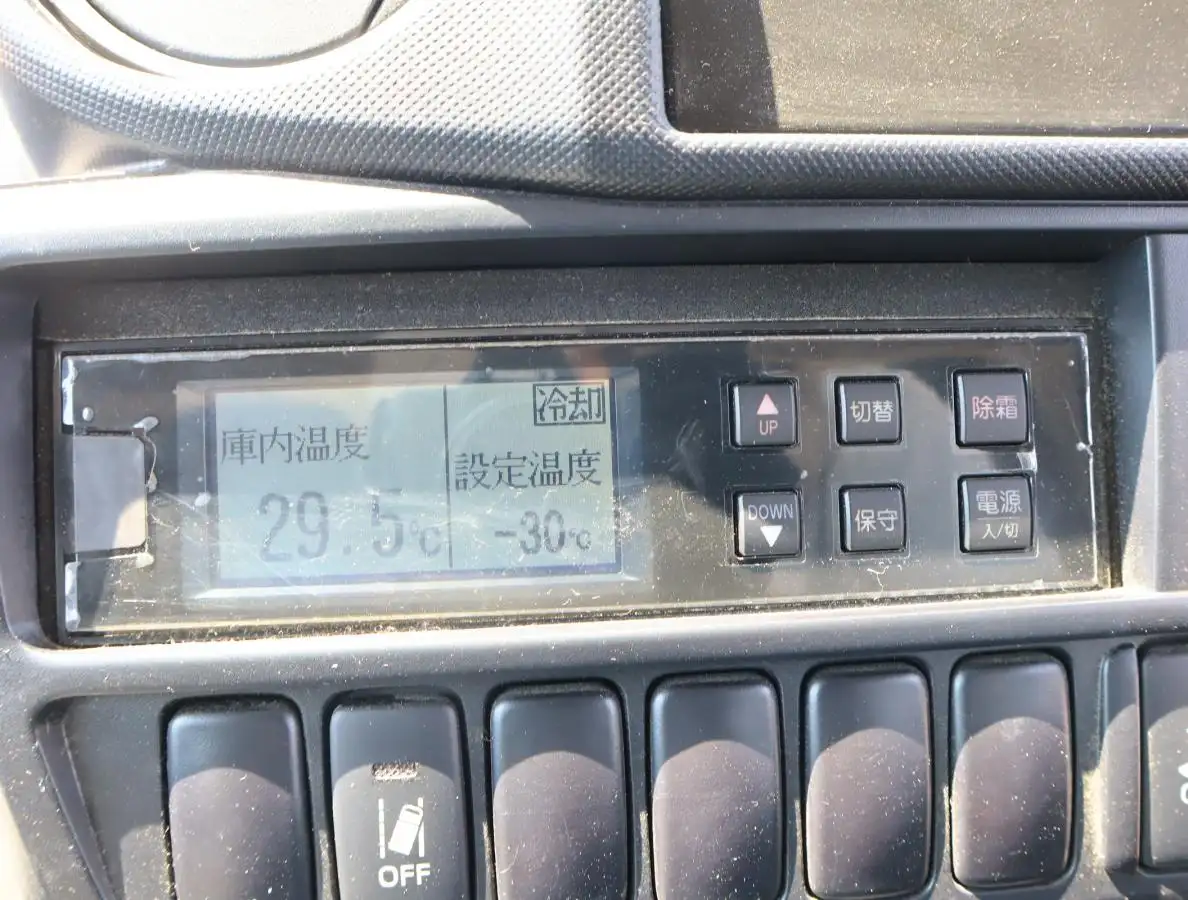 冷却
庫内温度
設定温度
29.5℃
-30℃
▲
UP
切替
除霜
DOWN
▼
保守
電源
入/切
OFF